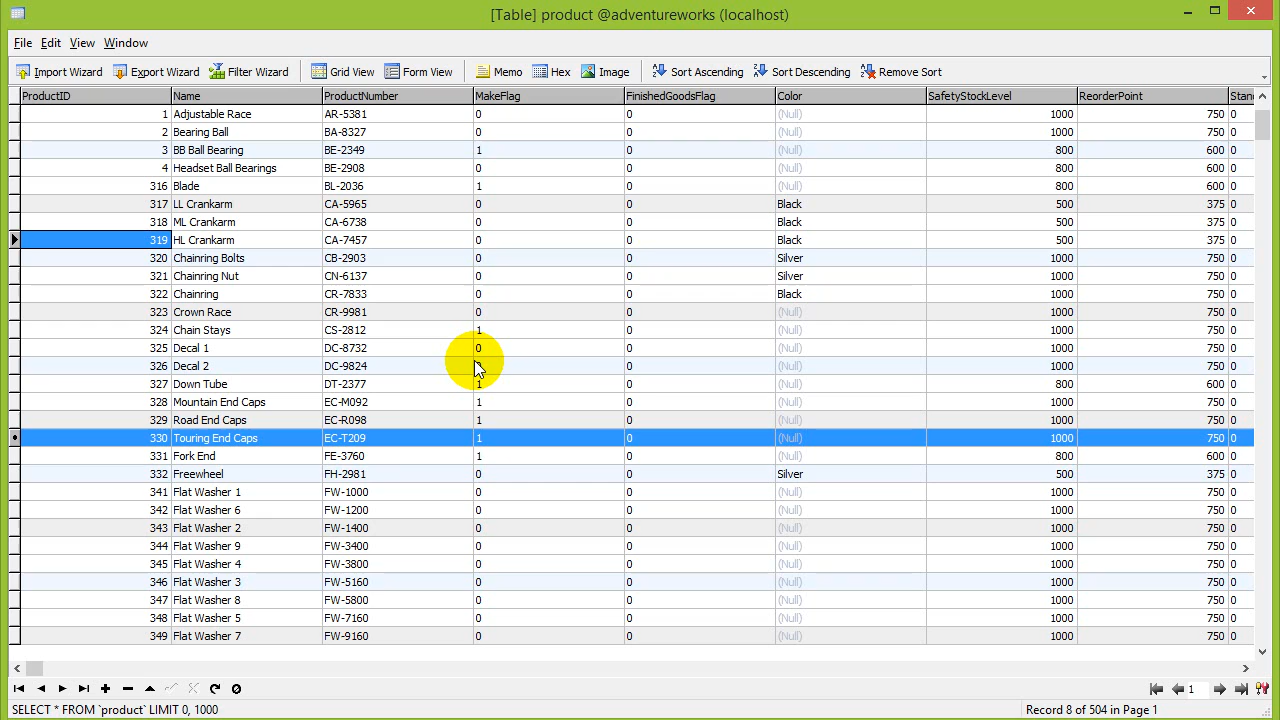 [Table] product @adventureworks (localhost)
File Edit View Window
Import Wizard Export Wizard Filter Wizard Grid View Form View Memo Hex Image Sort Ascending Sort Descending Remove Sort
ProductID Name ProductNumber MakeFlag FinishedGoodsFlag Color SafetyStockLevel ReorderPoint Stan
1 Adjustable Race AR-5381 0 0 (Null) 1000 750 0
2 Bearing Ball BA-8327 0 0 (Null) 1000 750 0
3 BB Ball Bearing BE-2349 1 0 (Null) 800 600 0
4 Headset Ball Bearings BE-2908 0 0 (Null) 800 600 0
316 Blade BL-2036 1 0 (Null) 800 600 0
317 LL Crankarm CA-5965 0 0 Black 500 375 0
318 ML Crankarm CA-6738 0 0 Black 500 375 0
319 HL Crankarm CA-7457 0 0 Black 500 375 0
320 Chainring Bolts CB-2903 0 0 Silver 1000 750 0
321 Chainring Nut CN-6137 0 0 Silver 1000 750 0
322 Chainring CR-7833 0 0 Black 1000 750 0
323 Crown Race CR-9981 0 0 (Null) 1000 750 0
324 Chain Stays CS-2812 1 0 (Null) 1000 750 0
325 Decal 1 DC-8732 0 0 (Null) 1000 750 0
326 Decal 2 DC-9824 0 (Null) 1000 750 0
327 Down Tube DT-2377 1 0 (Null) 800 600 0
328 Mountain End Caps EC-M092 1 0 (Null) 1000 750 0
329 Road End Caps EC-R098 1 0 (Null) 1000 750 0
330 Touring End Caps EC-T209 1 0 (Null) 1000 750 0
331 Fork End FE-3760 1 0 (Null) 800 600 0
332 Freewheel FH-2981 0 0 Silver 500 375 0
341 Flat Washer 1 FW-1000 0 0 (Null) 1000 750 0
342 Flat Washer 6 FW-1200 0 0 (Null) 1000 750 0
343 Flat Washer 2 FW-1400 0 0 (Null) 1000 750 0
344 Flat Washer 9 FW-3400 0 0 (Null) 1000 750 0
345 Flat Washer 4 FW-3800 0 0 (Null) 1000 750 0
346 Flat Washer 3 FW-5160 0 0 (Null) 1000 750 0
347 Flat Washer 8 FW-5800 0 0 (Null) 1000 750 0
348 Flat Washer 5 FW-7160 0 0 (Null) 1000 750 0
349 Flat Washer 7 FW-9160 0 0 (Null) 1000 750 0
1
SELECT * FROM `product` LIMIT 0, 1000 Record 8 of 504 in Page 1